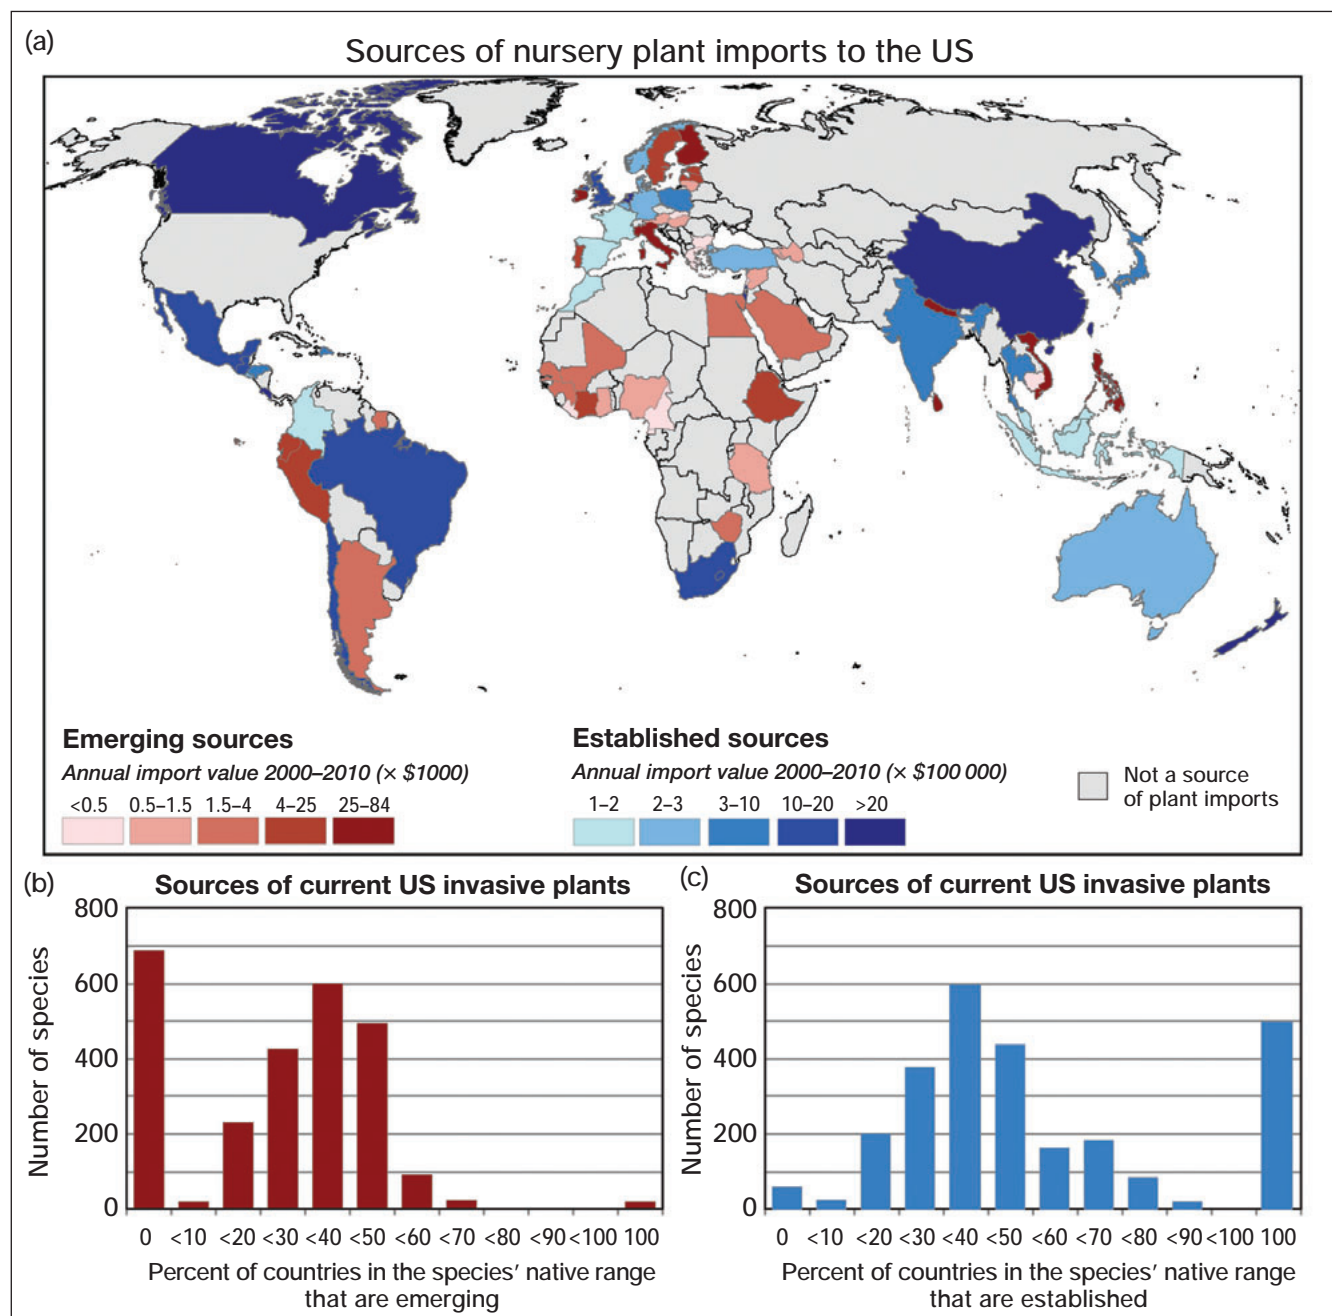 (a)
Sources of nursery plant imports to the US
Emerging sources
Annual import value 2000–2010 (× $1000)
<0.5 0.5–1.5 1.5–4 4–25 25–84
Established sources
Annual import value 2000–2010 (× $100 000)
1–2 2–3 3–10 10–20 >20
Not a source
of plant imports
(b)
Sources of current US invasive plants
Number of species
800
600
400
200
0
0 <10 <20 <30 <40 <50 <60 <70 <80 <90 <100 100
Percent of countries in the species’ native range
that are emerging
(c)
Sources of current US invasive plants
Number of species
800
600
400
200
0
0 <10 <20 <30 <40 <50 <60 <70 <80 <90 <100 100
Percent of countries in the species’ native range
that are established